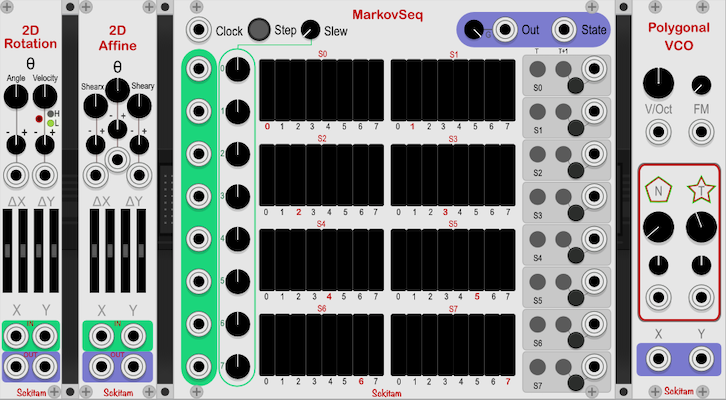 2D
Rotation
θ
Angle Velocity
H
L
- + - +
ΔX ΔY
X Y
IN
OUT
Sckitam
2D
Affine
θ
Shearx Sheary
- +
- + - +
ΔX ΔY
X Y
IN
OUT
Sckitam
MarkovSeq
Clock Step Slew
Out State
0
1
2
3
4
5
6
7
S0 S1
0 1 2 3 4 5 6 7 0 1 2 3 4 5 6 7
S2 S3
0 1 2 3 4 5 6 7 0 1 2 3 4 5 6 7
S4 S5
0 1 2 3 4 5 6 7 0 1 2 3 4 5 6 7
S6 S7
0 1 2 3 4 5 6 7 0 1 2 3 4 5 6 7
T T+1
S0
S1
S2
S3
S4
S5
S6
S7
Sckitam
Polygonal
VCO
V/Oct FM
N T
X Y
Sckitam